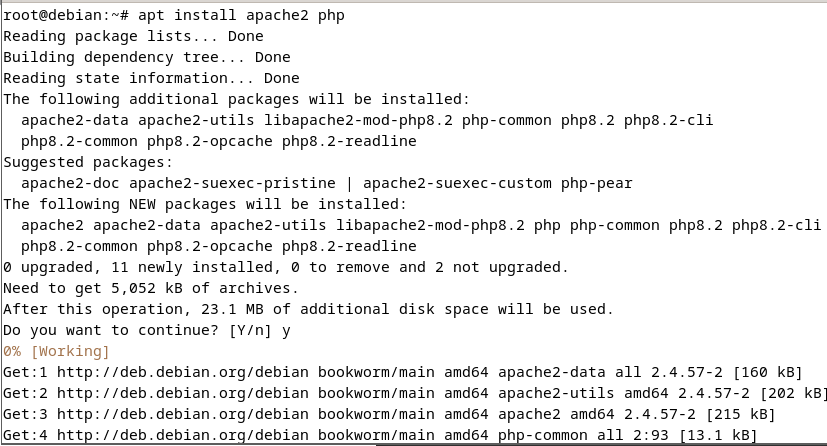 root@debian:~# apt install apache2 php
Reading package lists... Done
Building dependency tree... Done
Reading state information... Done
The following additional packages will be installed:
  apache2-data apache2-utils libapache2-mod-php8.2 php-common php8.2 php8.2-cli
  php8.2-common php8.2-opcache php8.2-readline
Suggested packages:
  apache2-doc apache2-suexec-pristine | apache2-suexec-custom php-pear
The following NEW packages will be installed:
  apache2 apache2-data apache2-utils libapache2-mod-php8.2 php php-common php8.2 php8.2-cli
  php8.2-common php8.2-opcache php8.2-readline
0 upgraded, 11 newly installed, 0 to remove and 2 not upgraded.
Need to get 5,052 kB of archives.
After this operation, 23.1 MB of additional disk space will be used.
Do you want to continue? [Y/n] y
0% [Working]
Get:1 http://deb.debian.org/debian bookworm/main amd64 apache2-data all 2.4.57-2 [160 kB]
Get:2 http://deb.debian.org/debian bookworm/main amd64 apache2-utils amd64 2.4.57-2 [202 kB]
Get:3 http://deb.debian.org/debian bookworm/main amd64 apache2 amd64 2.4.57-2 [215 kB]
Get:4 http://deb.debian.org/debian bookworm/main amd64 php-common all 2:93 [13.1 kB]